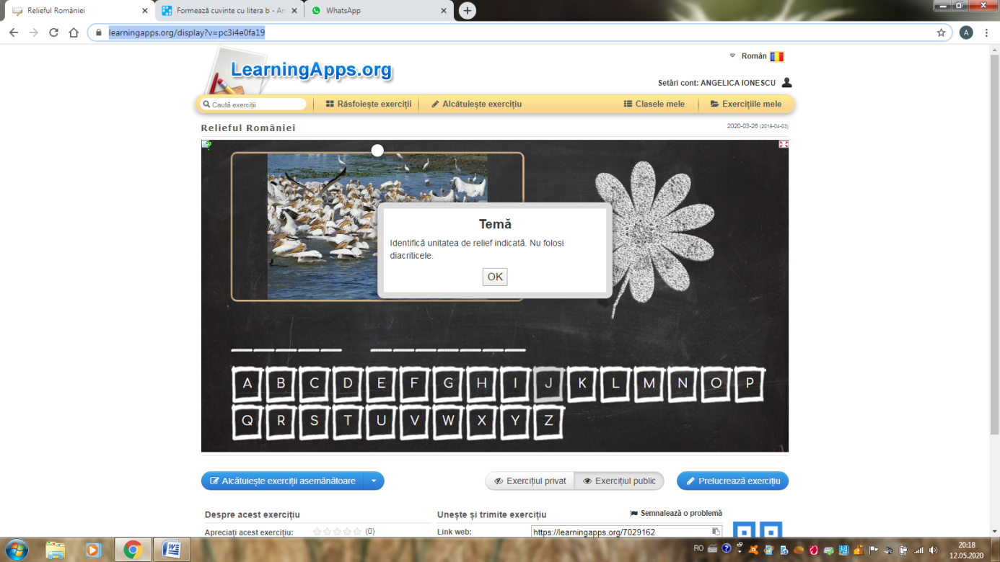 Relieful României
Formează cuvinte cu litera b - An
WhatsApp
learningapps.org/display?v=pc3i4e0fa19
A
Român
LearningApps.org
Setări cont: ANGELICA IONESCU
Caută exerciții
Răsfoiește exerciții
Alcătuiește exercițiu
Clasele mele
Exercițiile mele
Relieful României
2020-03-26 (2019-04-03)
Temă
Identifică unitatea de relief indicată. Nu folosi
diacriticele.
OK
A B C D E F G H I J K L M N O P
Q R S T U V W X Y Z
Alcătuiește exerciții asemănătoare
Exercițiul privat
Exercițiul public
Prelucrează exercițiu
Despre acest exercițiu
Unește și trimite exercițiu
Semnalează o problemă
Apreciați acest exercițiu:
(0)
Link web:
https://learningapps.org/7029162
RO
20:18
12.05.2020